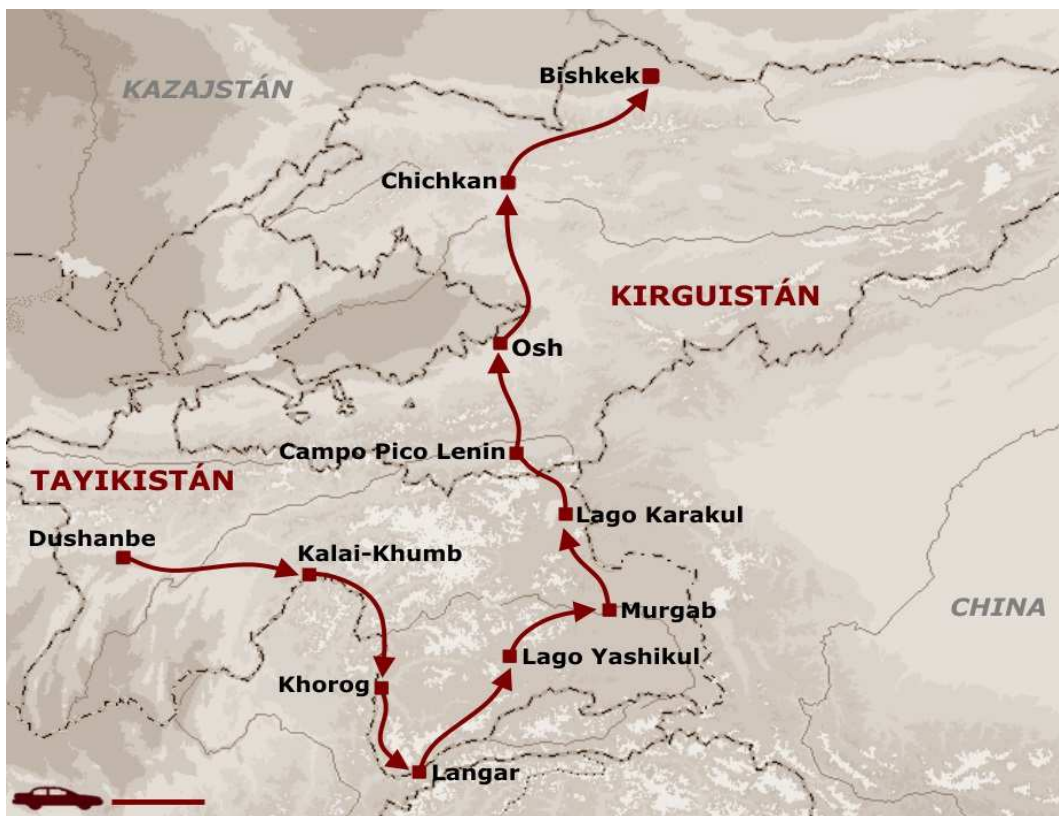 Bishkek
KAZAJSTÁN
Chichkan
KIRGUISTÁN
Osh
Campo Pico Lenin
TAYIKISTÁN
Lago Karakul
Dushanbe
Kalai-Khumb
Murgab
CHINA
Lago Yashikul
Khorog
Langar